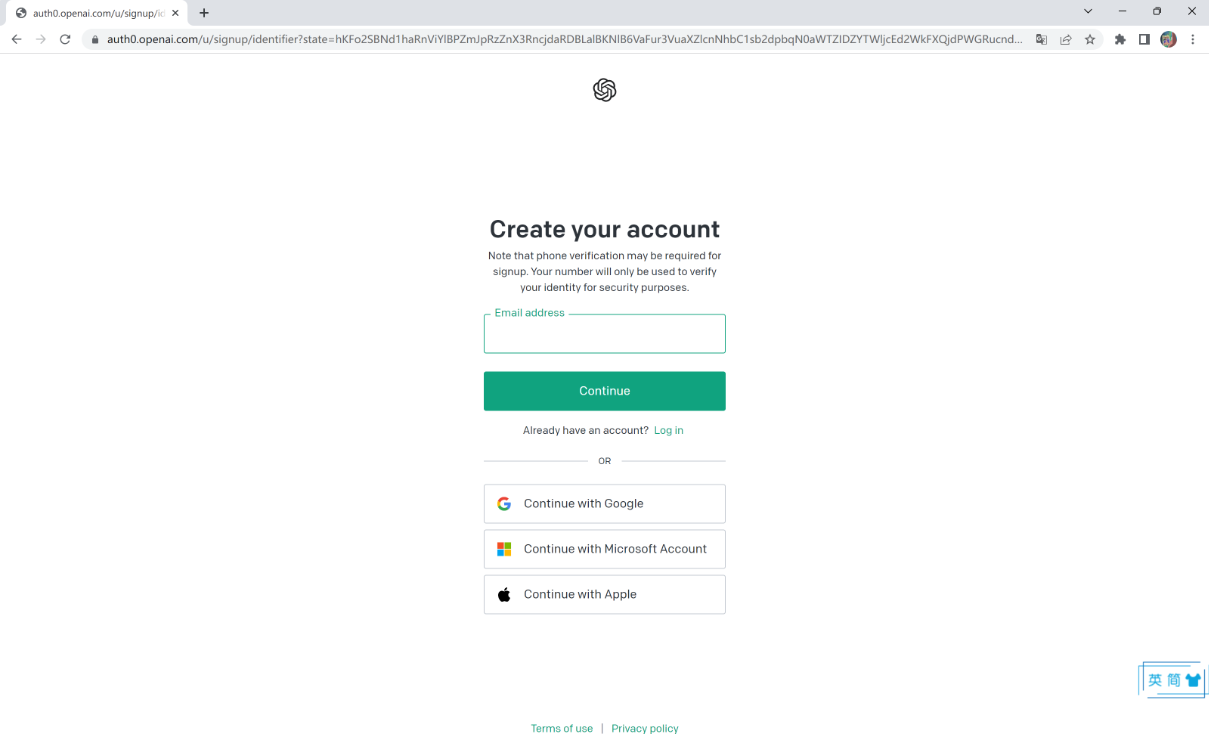 auth0.openai.com/u/signup/id
auth0.openai.com/u/signup/identifier?state=hKFo2SBNd1haRnViYlBPZmJpRzZnX3RncjdaRDBLalBKNlB6VaFur3VuaXZlcnNhbC1sb2dpbqN0aWTZIDZYTWljcEd2WkFXQjdPWGRucnd...
Create your account
Note that phone verification may be required for
signup. Your number will only be used to verify
your identity for security purposes.
Email address
Continue
Already have an account? Log in
OR
Continue with Google
Continue with Microsoft Account
Continue with Apple
英 简
Terms of use | Privacy policy